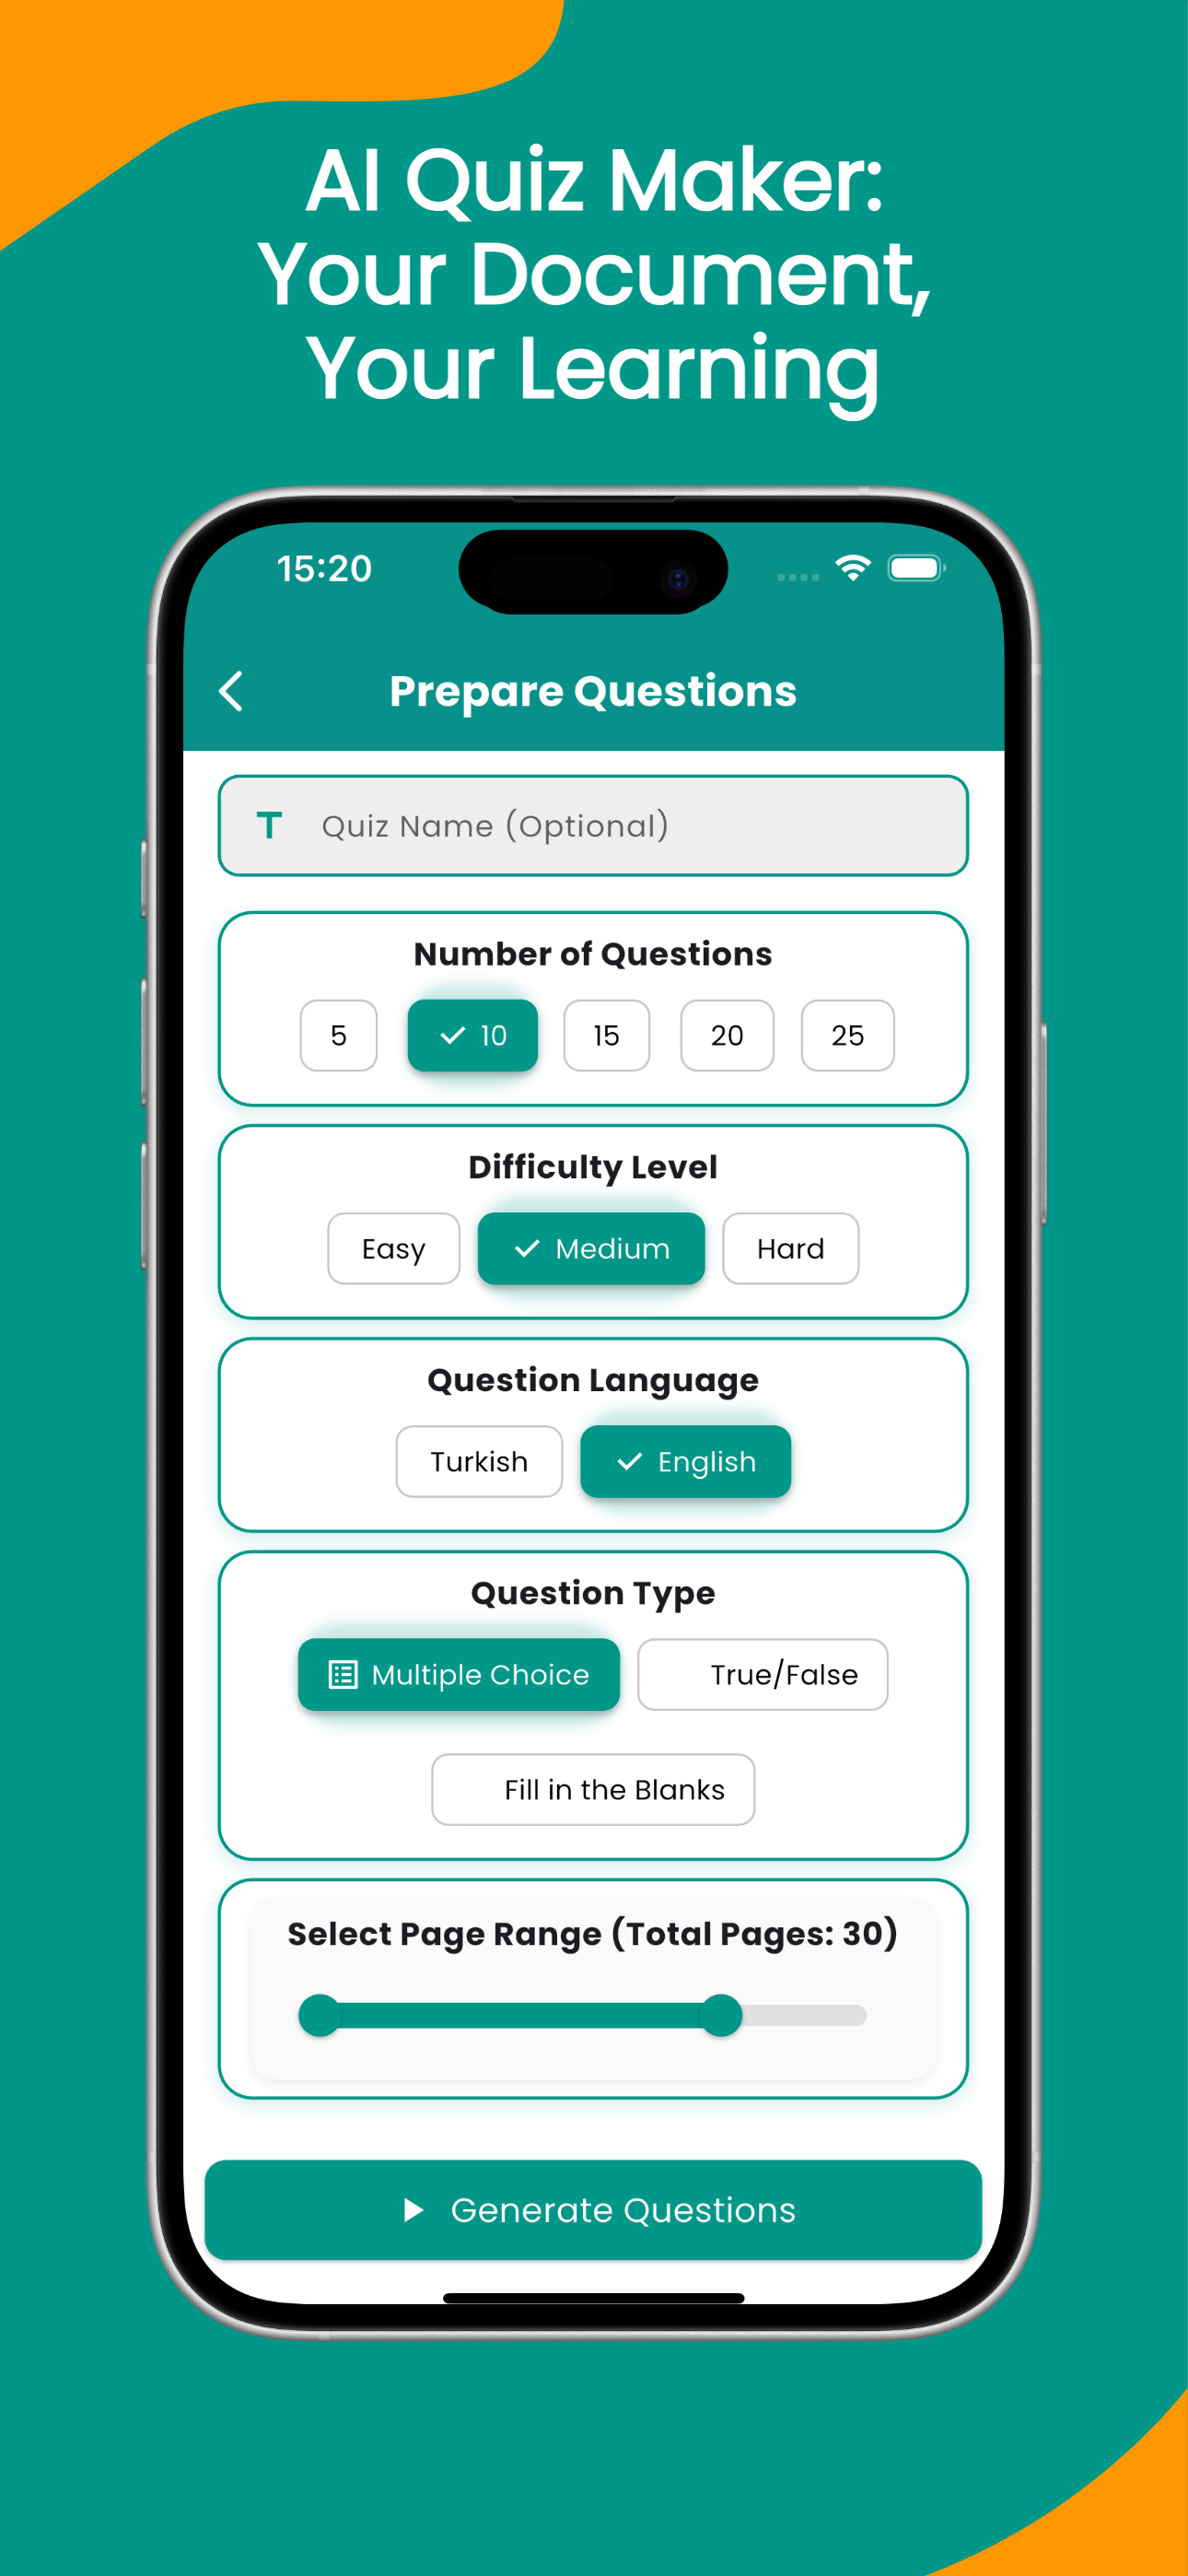 AI Quiz Maker:
Your Document,
Your Learning
15:20
Prepare Questions
T Quiz Name (Optional)
Number of Questions
5 10 15 20 25
Difficulty Level
Easy Medium Hard
Question Language
Turkish English
Question Type
Multiple Choice True/False
Fill in the Blanks
Select Page Range (Total Pages: 30)
Generate Questions